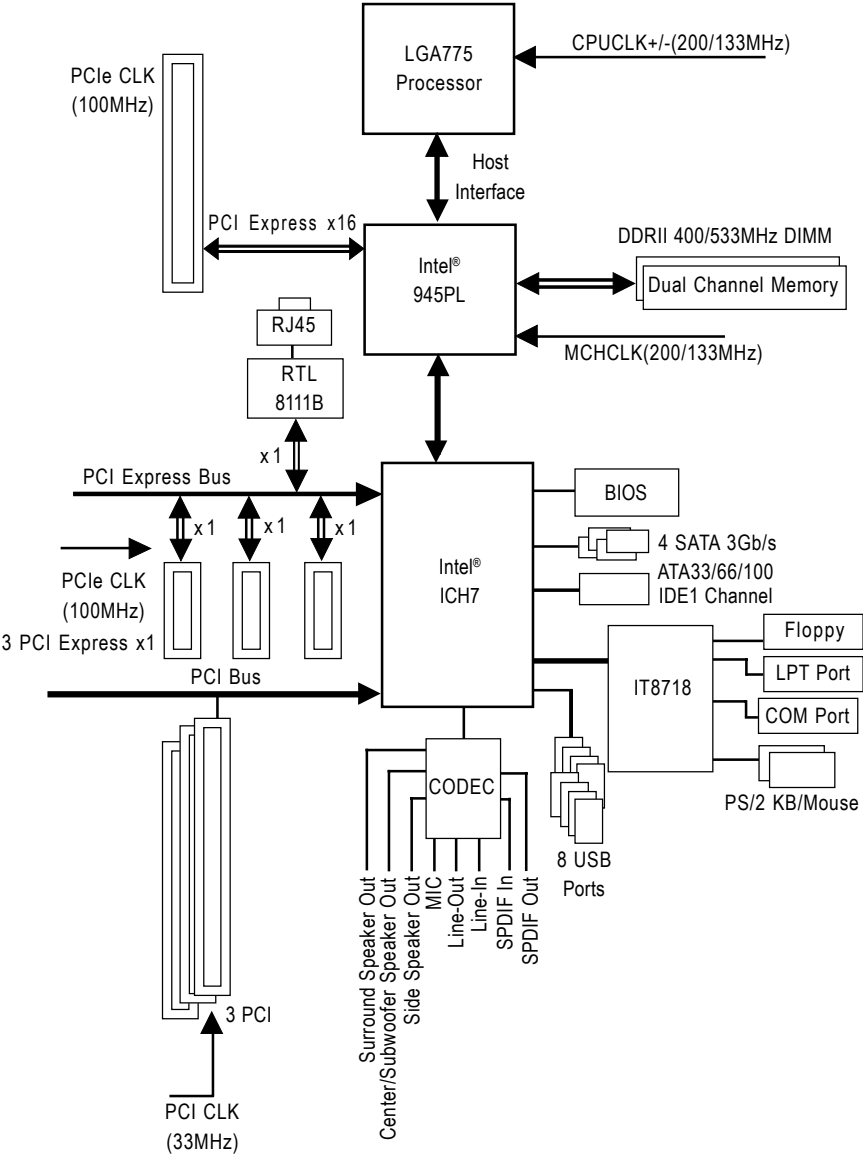 LGA775
Processor
CPUCLK+/-(200/133MHz)
PCIe CLK
(100MHz)
Host
Interface
PCI Express x16
Intel®
945PL
DDRII 400/533MHz DIMM
Dual Channel Memory
MCHCLK(200/133MHz)
RJ45
RTL
8111B
x1
PCI Express Bus
x1
x1
x1
PCIe CLK
(100MHz)
3 PCI Express x1
Intel®
ICH7
BIOS
4 SATA 3Gb/s
ATA33/66/100
IDE1 Channel
IT8718
Floppy
LPT Port
COM Port
PS/2 KB/Mouse
PCI Bus
CODEC
8 USB
Ports
Surround Speaker Out
Center/Subwoofer Speaker Out
Side Speaker Out
MIC
Line-Out
Line-In
SPDIF In
SPDIF Out
3 PCI
PCI CLK
(33MHz)